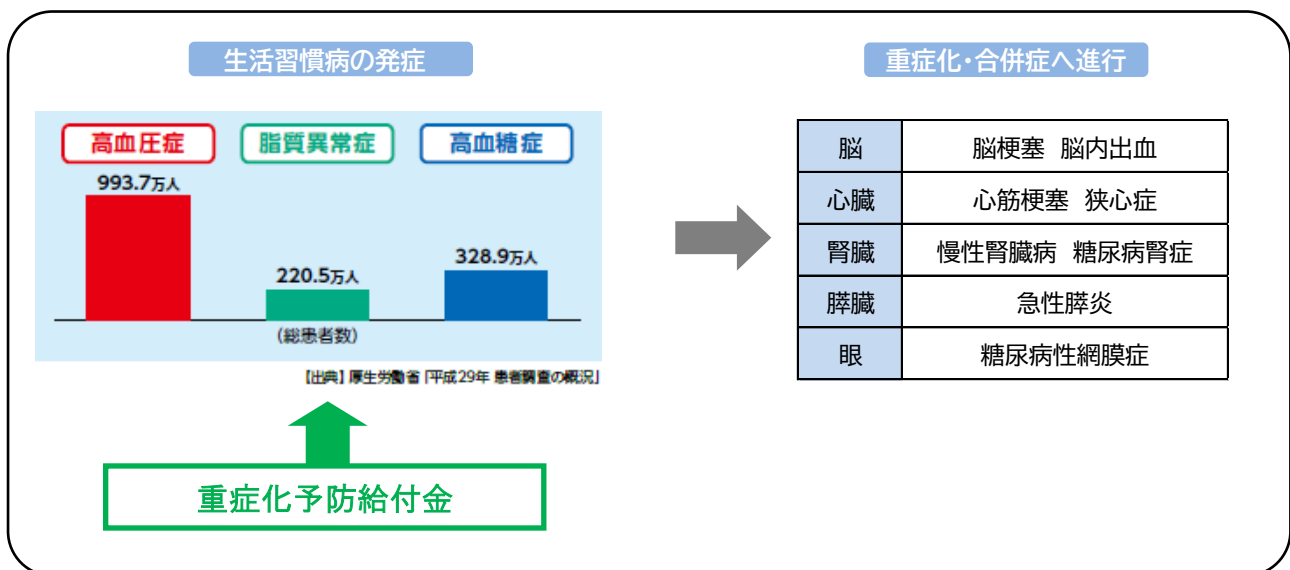 生活習慣病の発症
高血圧症 脂質異常症 高血糖症
993.7万人
220.5万人
328.9万人
(総患者数)
【出典】厚生労働省「平成29年 患者調査の概況」
重症化予防給付金
重症化・合併症へ進行
脳 脳梗塞 脳内出血
心臓 心筋梗塞 狭心症
腎臓 慢性腎臓病 糖尿病腎症
膵臓 急性膵炎
眼 糖尿病性網膜症